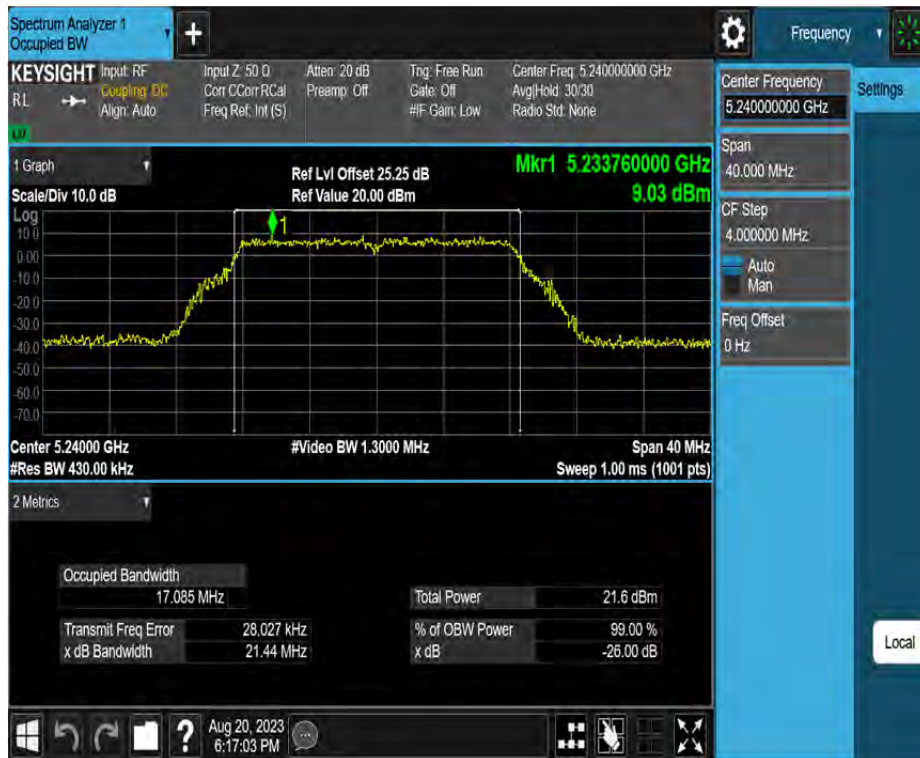 Spectrum Analyzer 1
Occupied BW
Frequency
KEYSIGHT Input: RF Input Z: 50 Ω Atten: 20 dB Trig: Free Run Center Freq: 5.240000000 GHz
RL Coupling: DC Corr CCorr RCal Preamp: Off Gate: Off Avg|Hold: 30/30
Align: Auto Freq Ref: Int (S) #IF Gain: Low Radio Std: None
Center Frequency
5.240000000 GHz
Settings
Span
40.000 MHz
CF Step
4.000000 MHz
Auto
Man
Freq Offset
0 Hz
1 Graph Ref Lvl Offset 25.25 dB Mkr1 5.233760000 GHz
Scale/Div 10.0 dB Ref Value 20.00 dBm 9.03 dBm
Log
10.0
1
0.00
-10.0
-20.0
-30.0
-40.0
-50.0
-60.0
-70.0
Center 5.24000 GHz #Video BW 1.3000 MHz Span 40 MHz
#Res BW 430.00 kHz Sweep 1.00 ms (1001 pts)
2 Metrics
Occupied Bandwidth
17.085 MHz Total Power 21.6 dBm
Transmit Freq Error 28.027 kHz % of OBW Power 99.00 %
x dB Bandwidth 21.44 MHz x dB -26.00 dB
Local
Aug 20, 2023
6:17:03 PM